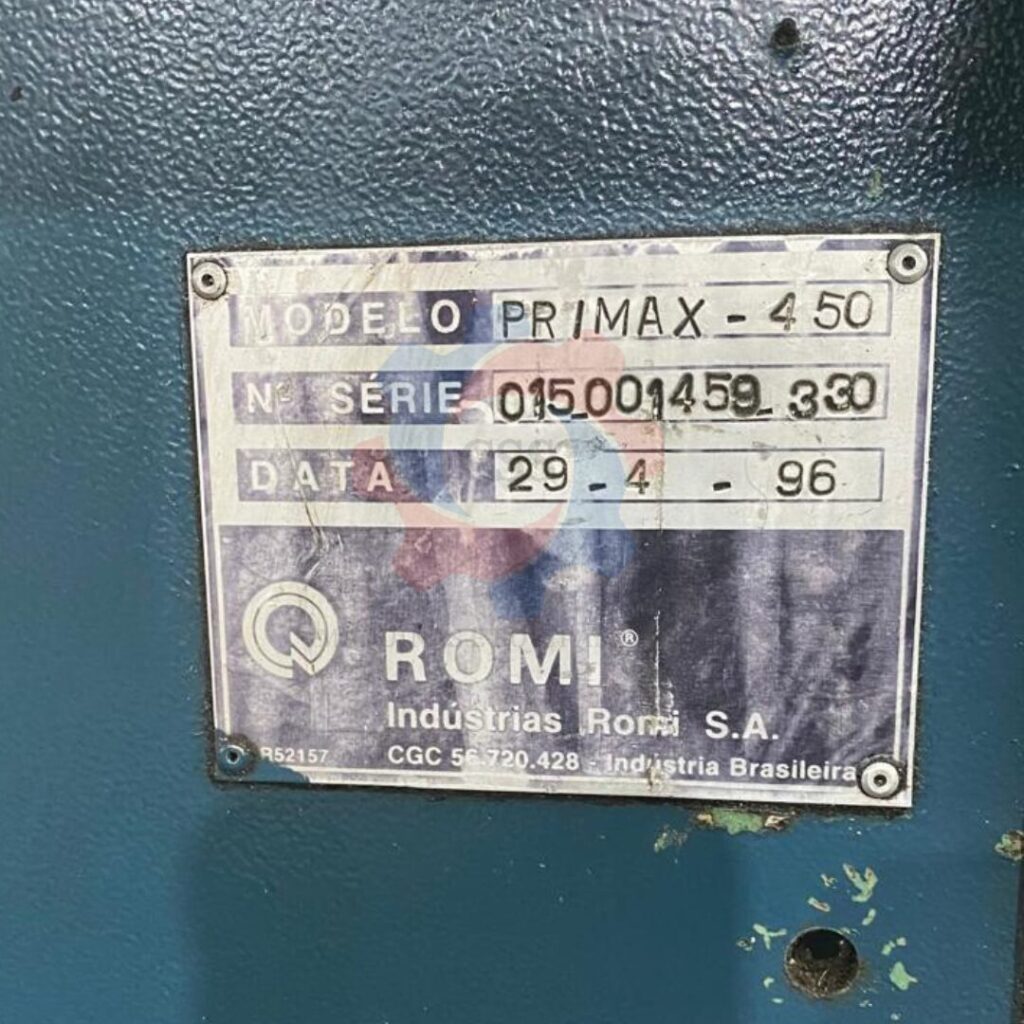 MODELO PRIMAX - 450
Nº SÉRIE 015.001459-330
DATA 29 - 4 - 96
ROMI®
Indústrias Romi S.A.
R52157 CGC 56.720.428 - Indústria Brasileira